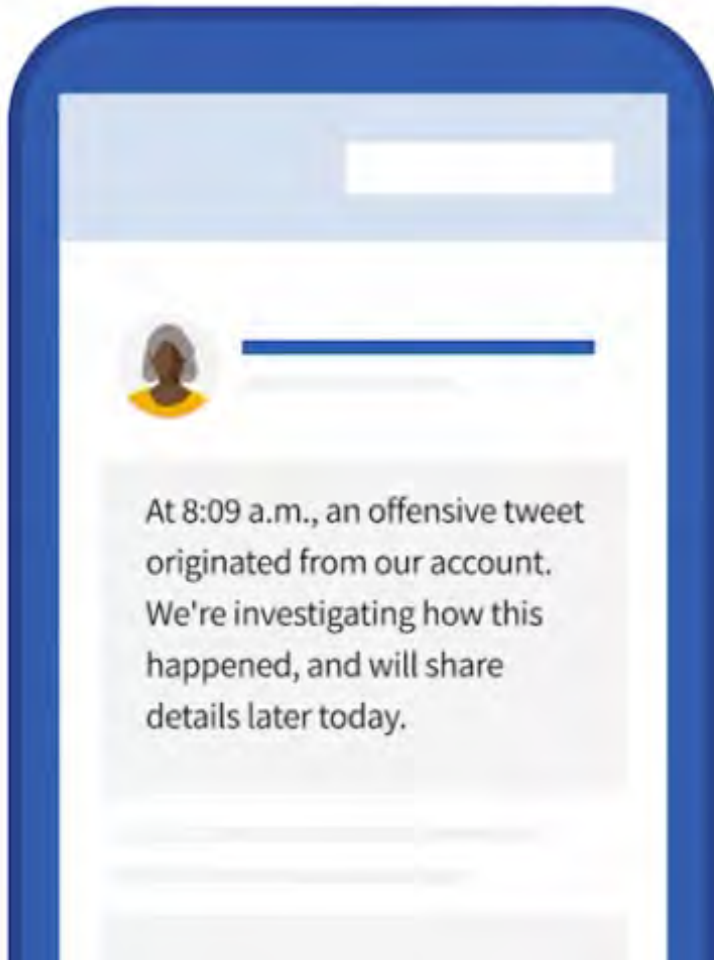 At 8:09 a.m., an offensive tweet
originated from our account.
We're investigating how this
happened, and will share
details later today.